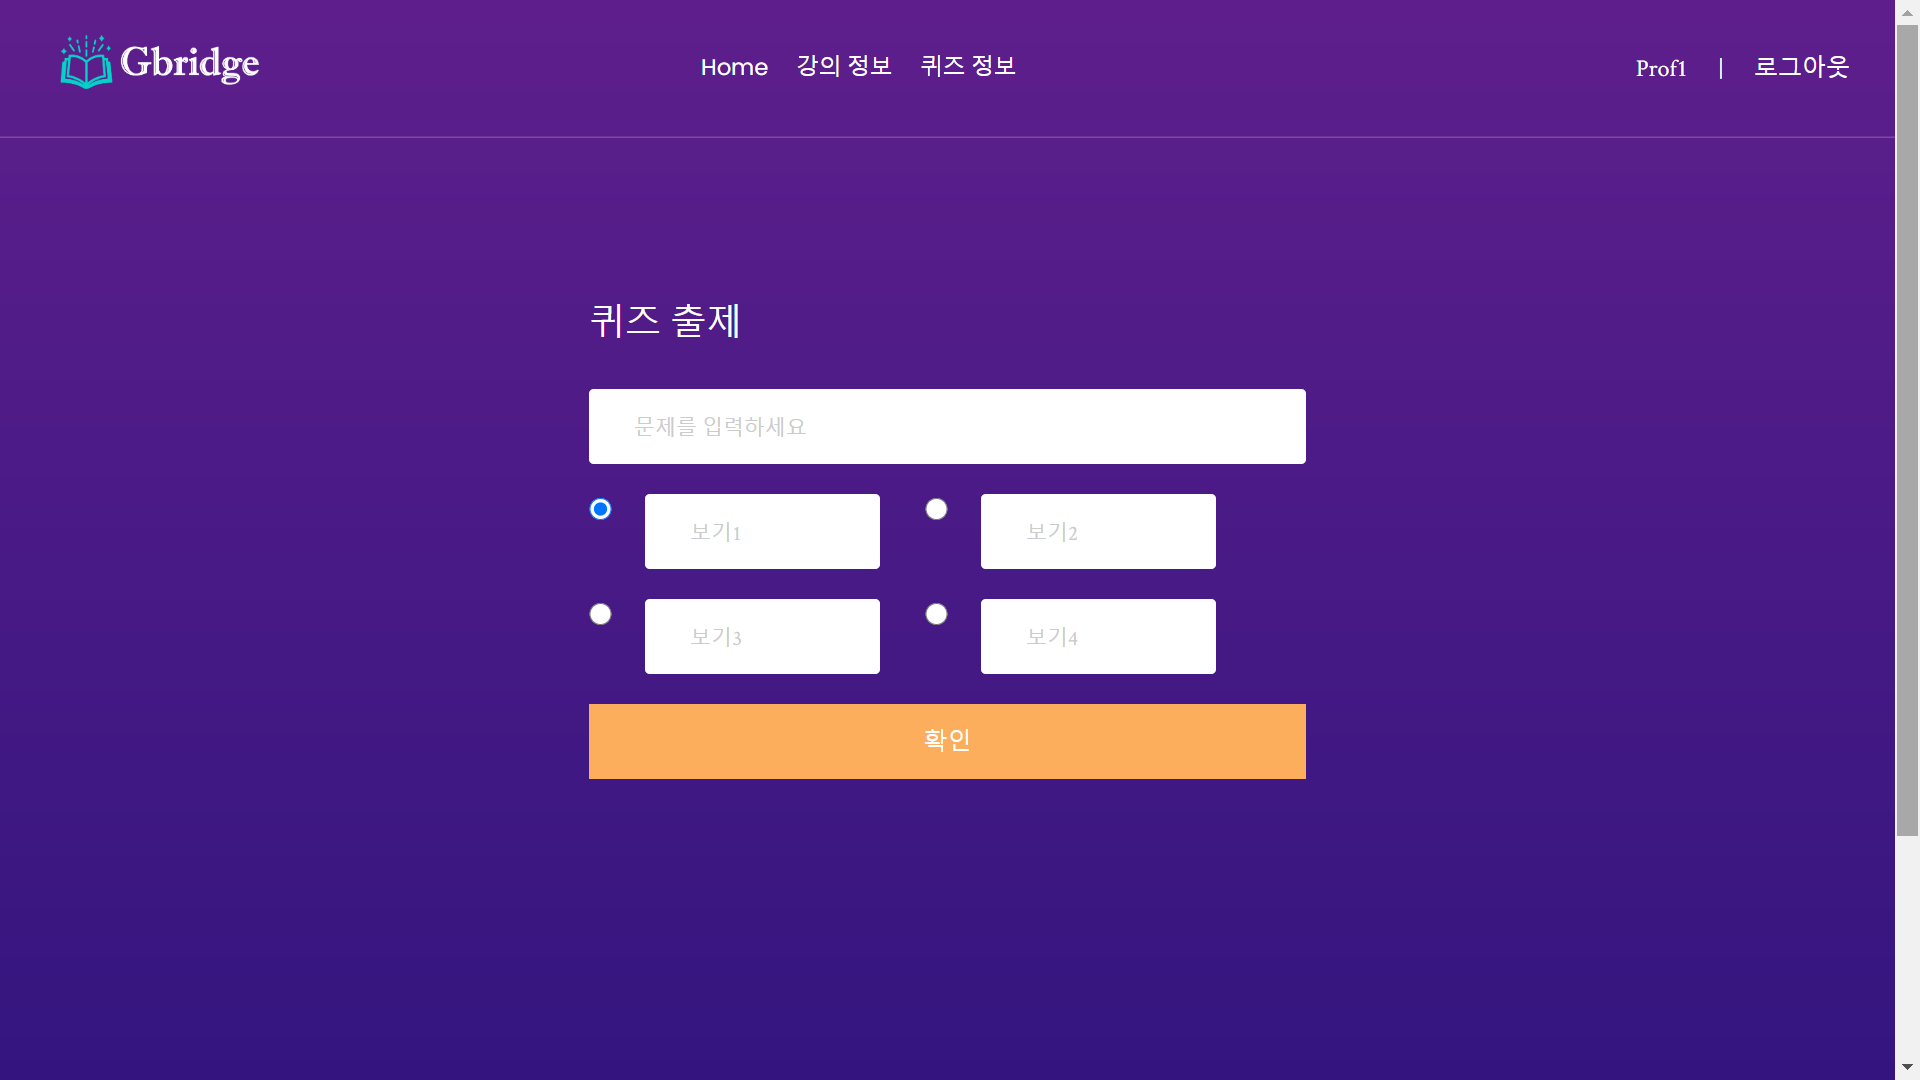 Gbridge
Home 강의 정보 퀴즈 정보
Prof1 | 로그아웃
퀴즈 출제
문제를 입력하세요
보기1 보기2
보기3 보기4
확인